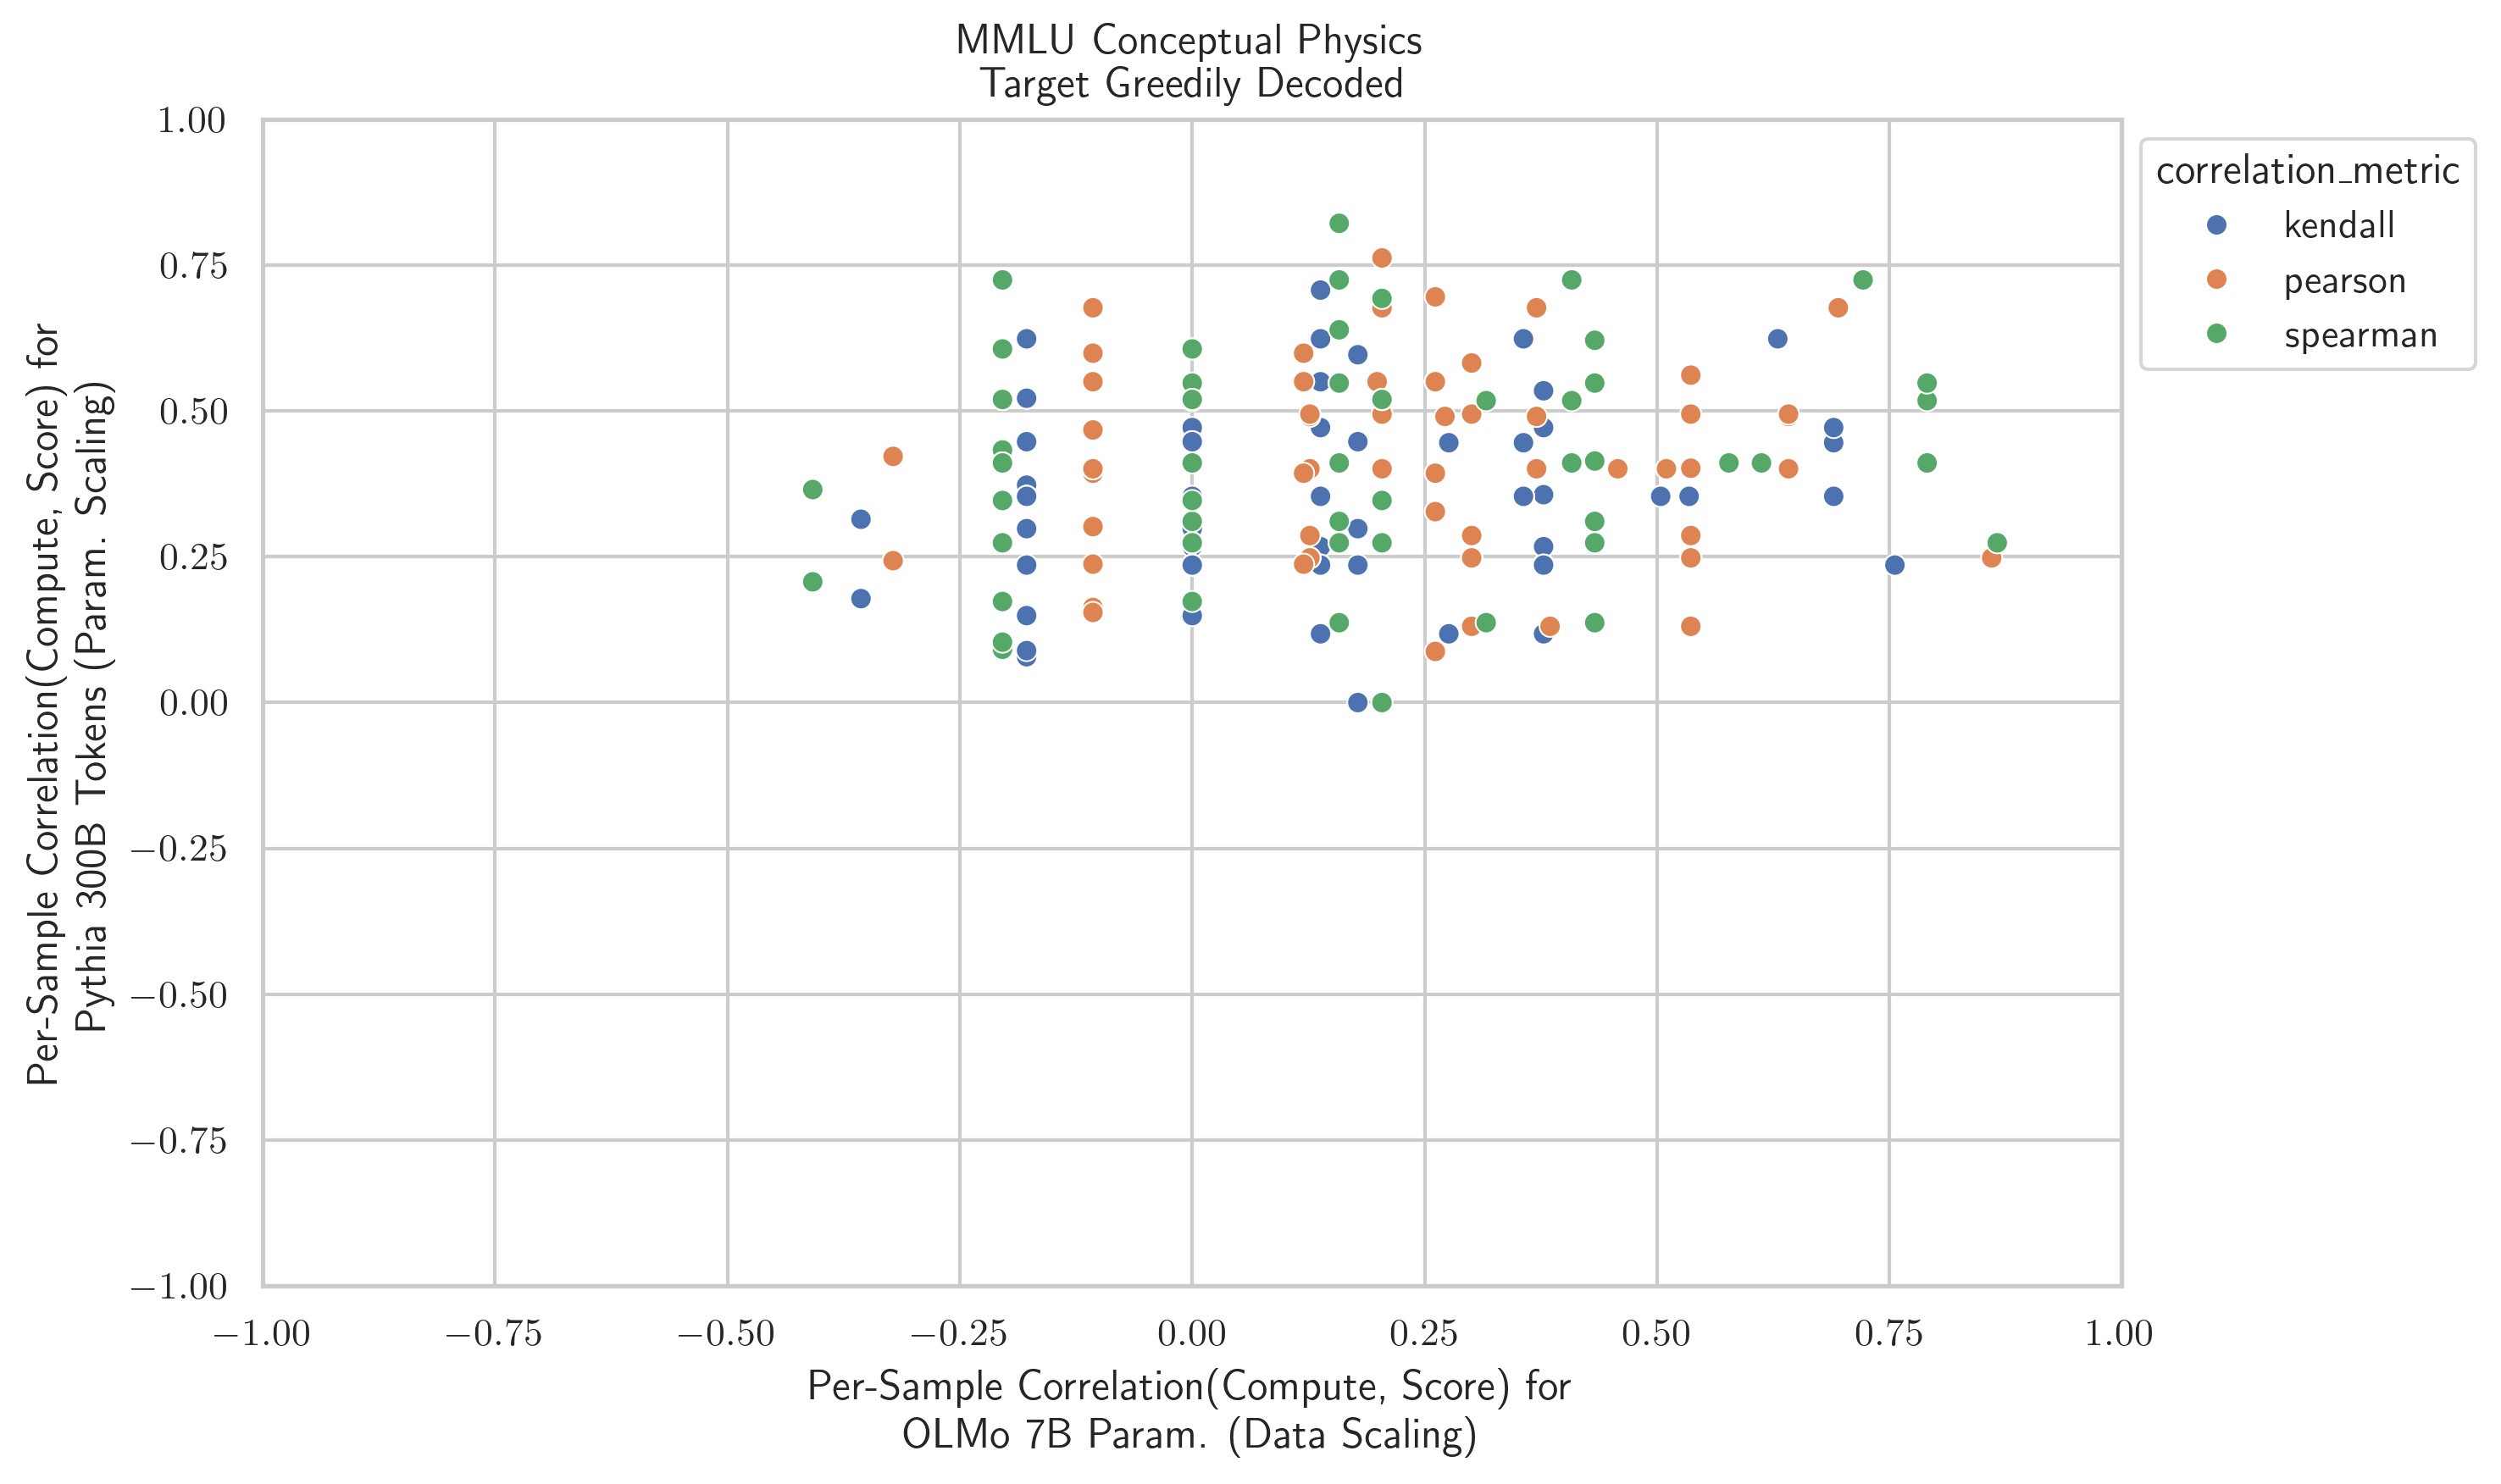 MMLU Conceptual Physics
Target Greedily Decoded
1.00
0.75
0.50
0.25
0.00
−0.25
−0.50
−0.75
−1.00
Per-Sample Correlation(Compute, Score) for
Pythia 300B Tokens (Param. Scaling)
correlation_metric
kendall
pearson
spearman
−1.00 −0.75 −0.50 −0.25 0.00 0.25 0.50 0.75 1.00
Per-Sample Correlation(Compute, Score) for
OLMo 7B Param. (Data Scaling)